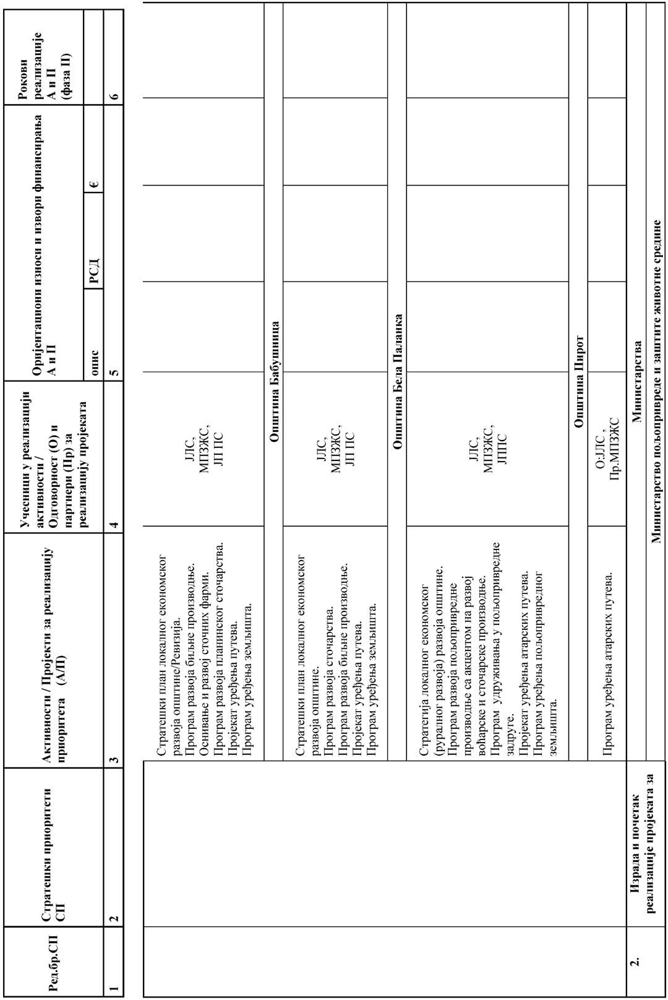 Ред.бр.СП
Стратешки приоритети
СП
Активности / Пројекти за реализацију
приоритета (А/П)
Учесници у реализацији
активности /
Одговорност (О) и
партнери (Пр) за
реализацију пројеката
Оријентациони износи и извори финансирања
А и П
Рокови
реализације
А и П
(фаза II)
опис
РСД
€
1
2
3
4
5
6
Стратешки план локалног економског
развоја општине/Ревизија.
Програм развоја биљне производње.
Оснивање и развој сточних фарми.
Програм развоја планинског сточарства.
Пројекат уређења путева.
Програм уређења земљишта.
ЈЛС,
МПЗЖС,
ЈП ПС
Општина Бабушница
Стратешки план локалног економског
развоја општине.
Програм развоја сточарства.
Програм развоја биљне производње.
Пројекат уређења путева.
Програм уређења земљишта.
ЈЛС,
МПЗЖС,
ЈП ПС
Општина Бела Паланка
Стратегија локалног економског
(руралног развоја) развоја општине.
Програм развоја пољопривредне
производње са акцентом на развој
воћарске и сточарске производње.
Програм удруживања у пољопривредне
задруге.
Пројекат уређења атарских путева.
Програм уређења пољопривредног
земљишта.
ЈЛС,
МПЗЖС,
ЈППС
Општина Пирот
Програм уређења атарских путева.
О:ЈЛС ,
Пр.МПЗЖС
2.
Израда и почетак
реализације пројеката за
Министарства
Министарство пољопривреде и заштите животне средине